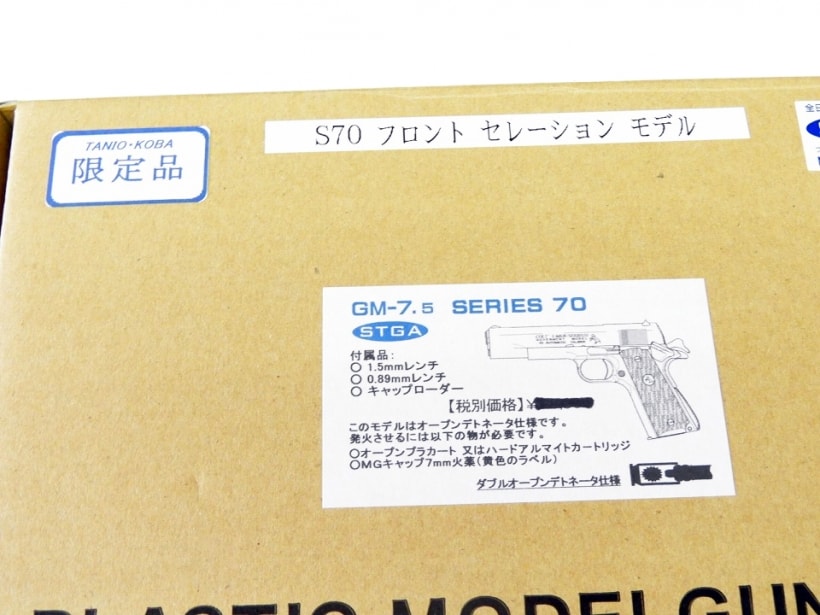 TANIO・KOBA
限定品
S70 フロント セレーション モデル
全日
GM-7.5 SERIES 70
STGA
付属品:
○ 1.5mmレンチ
○ 0.89mmレンチ
○ キャップローダー
【税別価格】¥
このモデルはオープンデトネータ仕様です。
発火させるには以下の物が必要です。
○オープンプラカート 又はハードアルマイトカートリッジ
○MGキャップ7mm火薬(黄色のラベル)
ダブルオープンデトネータ仕様
PLASTIC MODELGUN